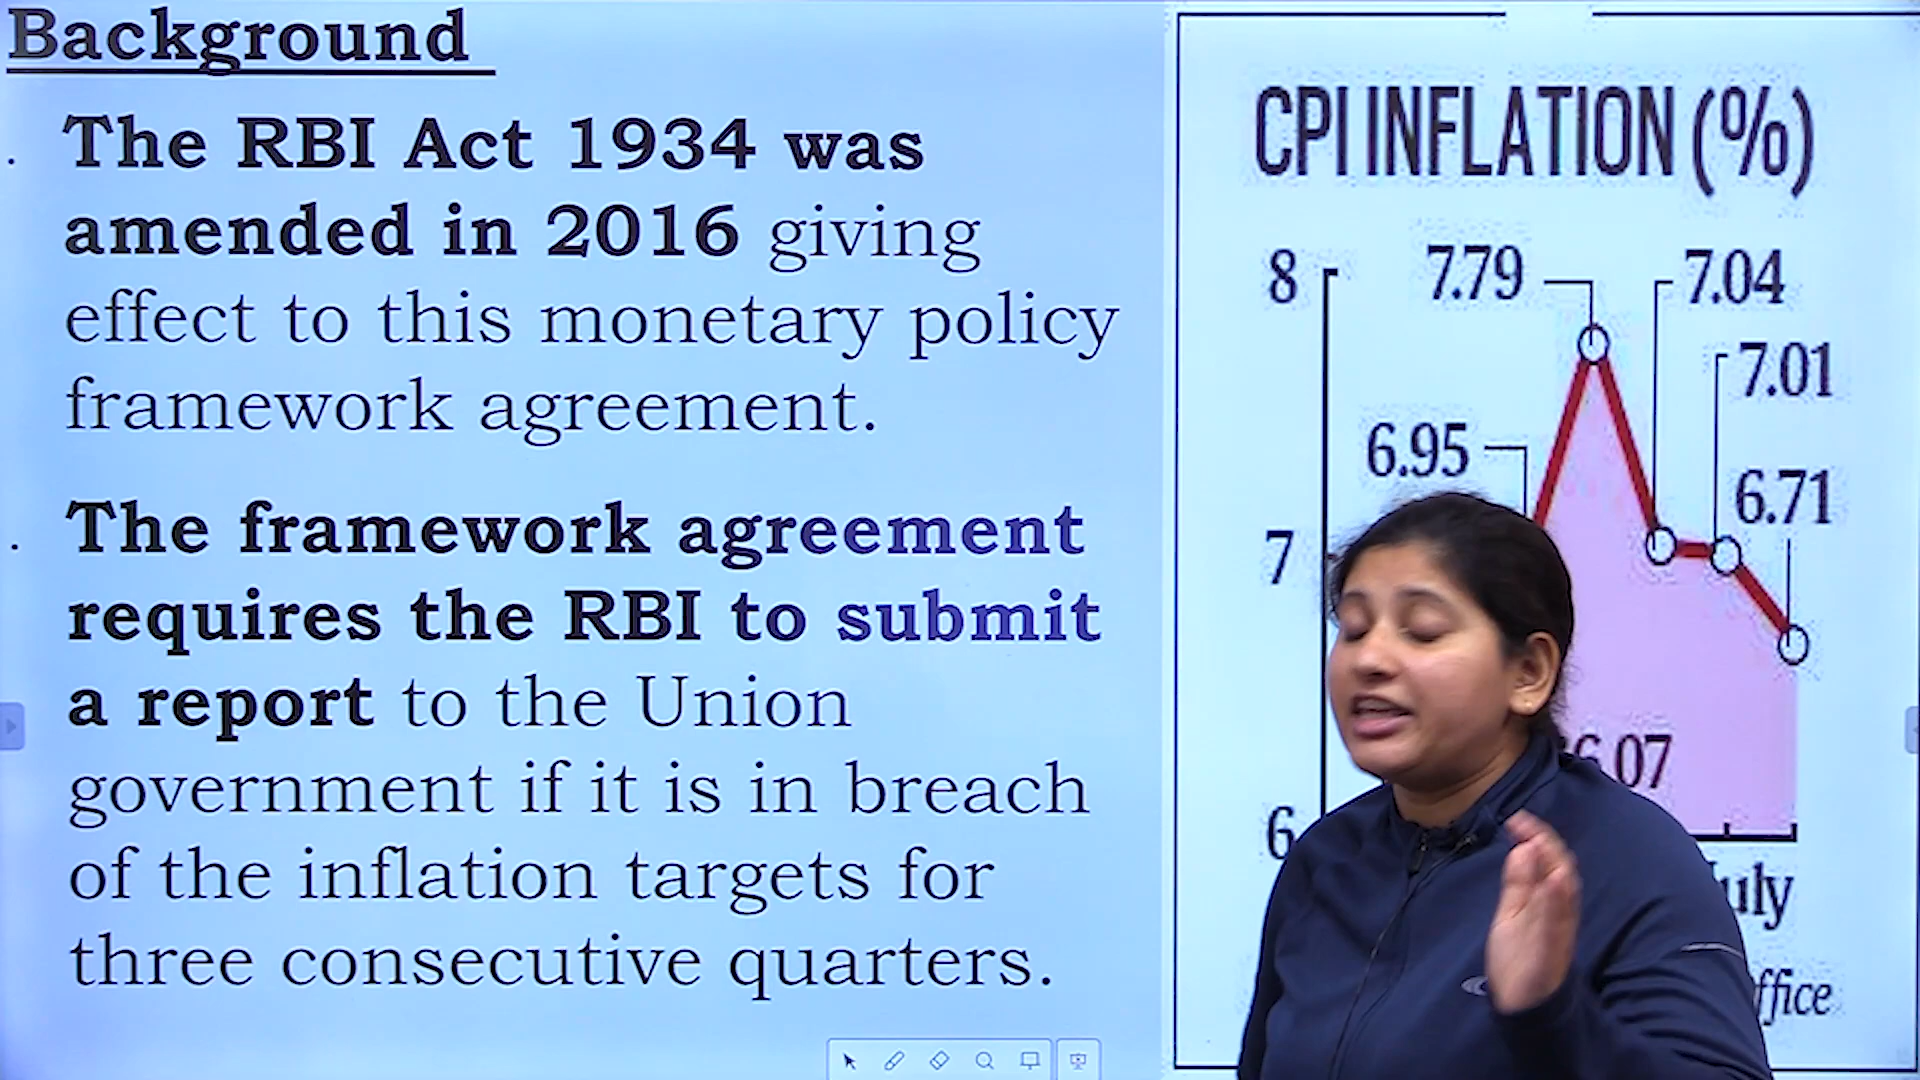 Background
The RBI Act 1934 was
amended in 2016 giving
effect to this monetary policy
framework agreement.
The framework agreement
requires the RBI to submit
a report to the Union
government if it is in breach
of the inflation targets for
three consecutive quarters.
CPI INFLATION (%)
8
7.79
7.04
7.01
6.95
6.71
7
6.07
6